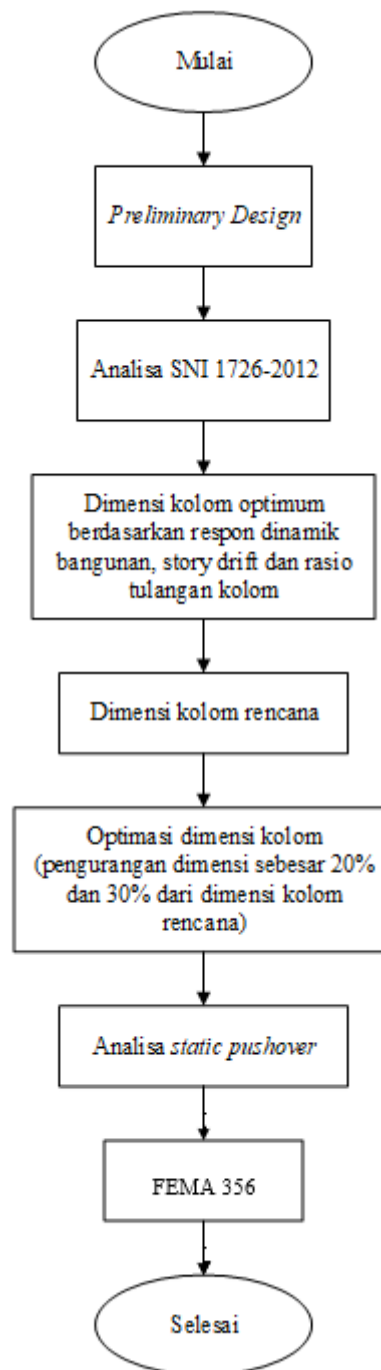 Mulai
Preliminary Design
Analisa SNI 1726-2012
Dimensi kolom optimum
berdasarkan respon dinamik
bangunan, story drift dan rasio
tulangan kolom
Dimensi kolom rencana
Optimasi dimensi kolom
(pengurangan dimensi sebesar 20%
dan 30% dari dimensi kolom
rencana)
Analisa static pushover
FEMA 356
Selesai